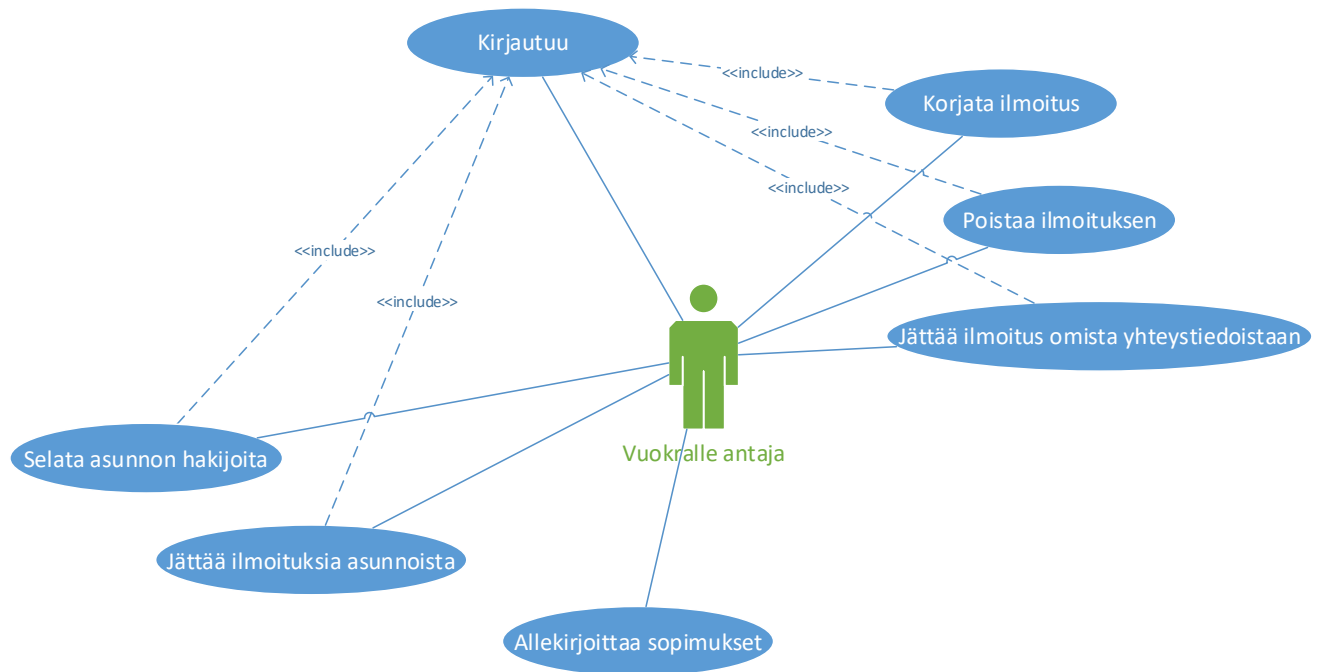 Kirjautuu
<<include>>
Korjata ilmoitus
<<include>>
<<include>>
Poistaa ilmoituksen
<<include>>
<<include>>
Jättää ilmoitus omista yhteystiedoistaan
Vuokralle antaja
Selata asunnon hakijoita
Jättää ilmoituksia asunnoista
Allekirjoittaa sopimukset